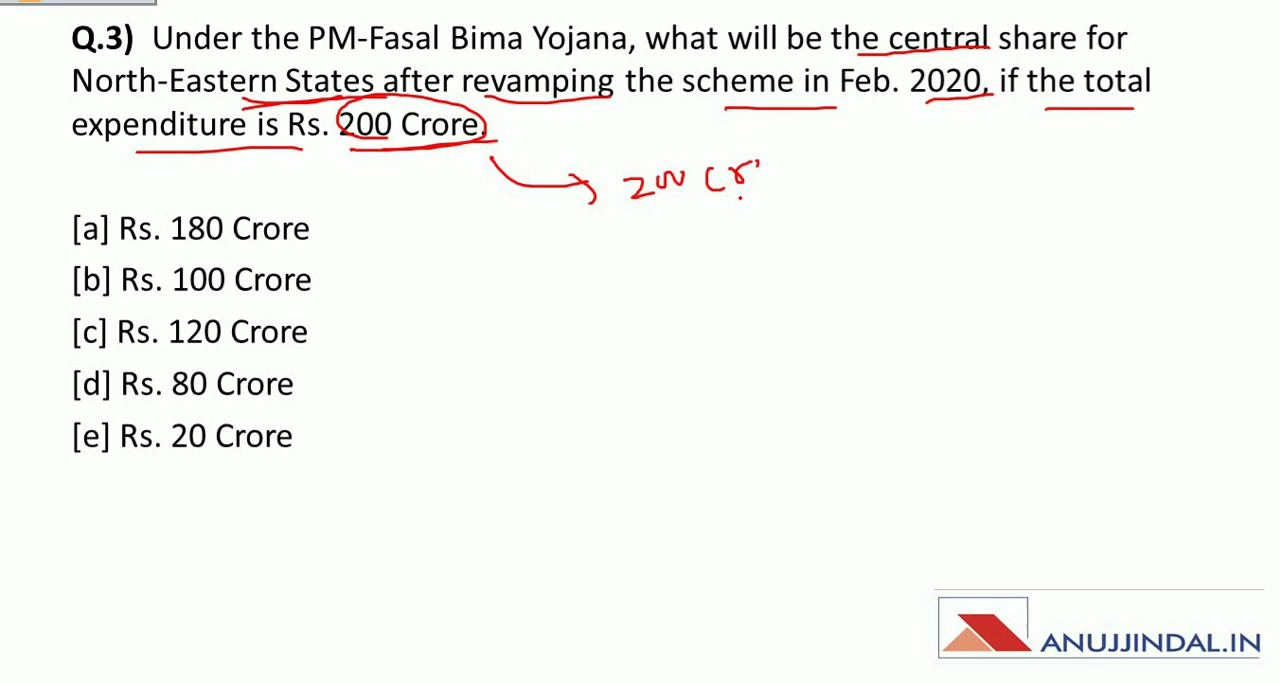 Q.3) Under the PM-Fasal Bima Yojana, what will be the central share for
North-Eastern States after revamping the scheme in Feb. 2020, if the total
expenditure is Rs. 200 Crore.
200 Cr.
[a] Rs. 180 Crore
[b] Rs. 100 Crore
[c] Rs. 120 Crore
[d] Rs. 80 Crore
[e] Rs. 20 Crore
ANUJJINDAL.IN